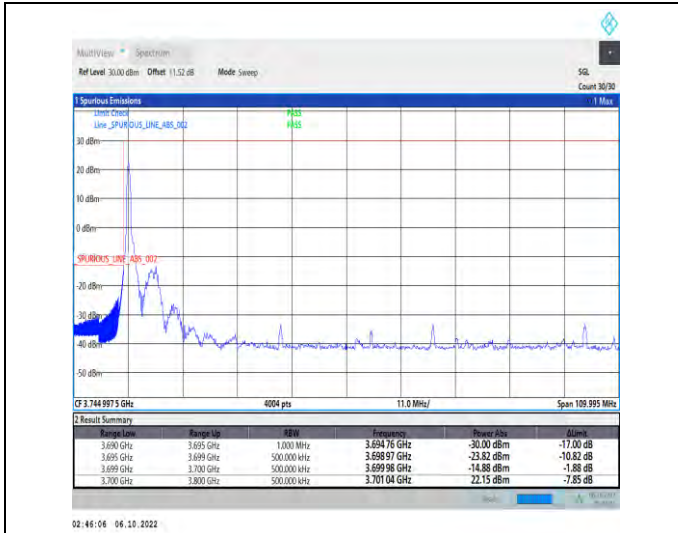 MultiView Spectrum
Ref Level 30.00 dBm Offset 11.52 dB Mode Sweep
SGL
Count 30/30
1 Spurious Emissions 1 Max
Limit Check PASS
Line _SPURIOUS_LINE_ABS_002 PASS
30 dBm
20 dBm
10 dBm
0 dBm
_SPURIOUS_LINE_ABS_002
-20 dBm
-30 dBm
-40 dBm
-50 dBm
CF 3.744 997 5 GHz 4004 pts 11.0 MHz/ Span 109.995 MHz
2 Result Summary
Range Low Range Up RBW Frequency Power Abs ΔLimit
3.690 GHz 3.695 GHz 1.000 MHz 3.694 76 GHz -30.00 dBm -17.00 dB
3.695 GHz 3.699 GHz 500.000 kHz 3.698 97 GHz -23.82 dBm -10.82 dB
3.699 GHz 3.700 GHz 500.000 kHz 3.699 98 GHz -14.88 dBm -1.88 dB
3.700 GHz 3.800 GHz 500.000 kHz 3.701 04 GHz 22.15 dBm -7.85 dB
02:46:06 06.10.2022